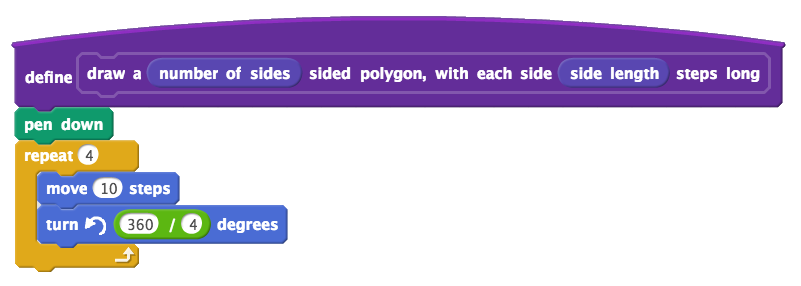 define draw a number of sides sided polygon, with each side side length steps long
pen down
repeat 4
move 10 steps
turn 360 / 4 degrees